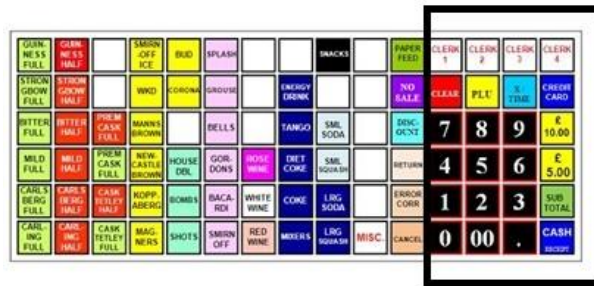 GUIN-
NESS
FULL
GUIN-
NESS
HALF
SMIRN
-OFF
ICE
BUD
SPLASH
SNACKS
PAPER
FEED
CLERK
1
CLERK
2
CLERK
3
CLERK
4
STRON
GBOW
FULL
STRON
GBOW
HALF
WKD
CORONA
GROUSE
ENERGY
DRINK
NO
SALE
CLEAR
PLU
X/
TIME
CREDIT
CARD
BITTER
FULL
BITTER
HALF
PREM
CASK
FULL
MANNS
BROWN
BELLS
TANGO
SML
SODA
DISC-
OUNT
7
8
9
£
10.00
MILD
FULL
MILD
HALF
PREM
CASK
FULL
NEW-
CASTLE
BROWN
HOUSE
DBL
GOR-
DONS
ROSE
WINE
DIET
COKE
SML
SQUASH
RETURN
4
5
6
£
5.00
CARLS
BERG
FULL
CARLS
BERG
HALF
CASK
TETLEY
HALF
KOPP-
ABERG
BOMBS
BACA-
RDI
WHITE
WINE
COKE
LRG
SODA
ERROR
CORR
1
2
3
SUB
TOTAL
CARL-
ING
FULL
CARL-
ING
HALF
CASK
TETLEY
FULL
MAG-
NERS
SHOTS
SMIRN
OFF
RED
WINE
MIXERS
LRG
SQUASH
MISC.
CANCEL
0
00
.
CASH
RECEIPT